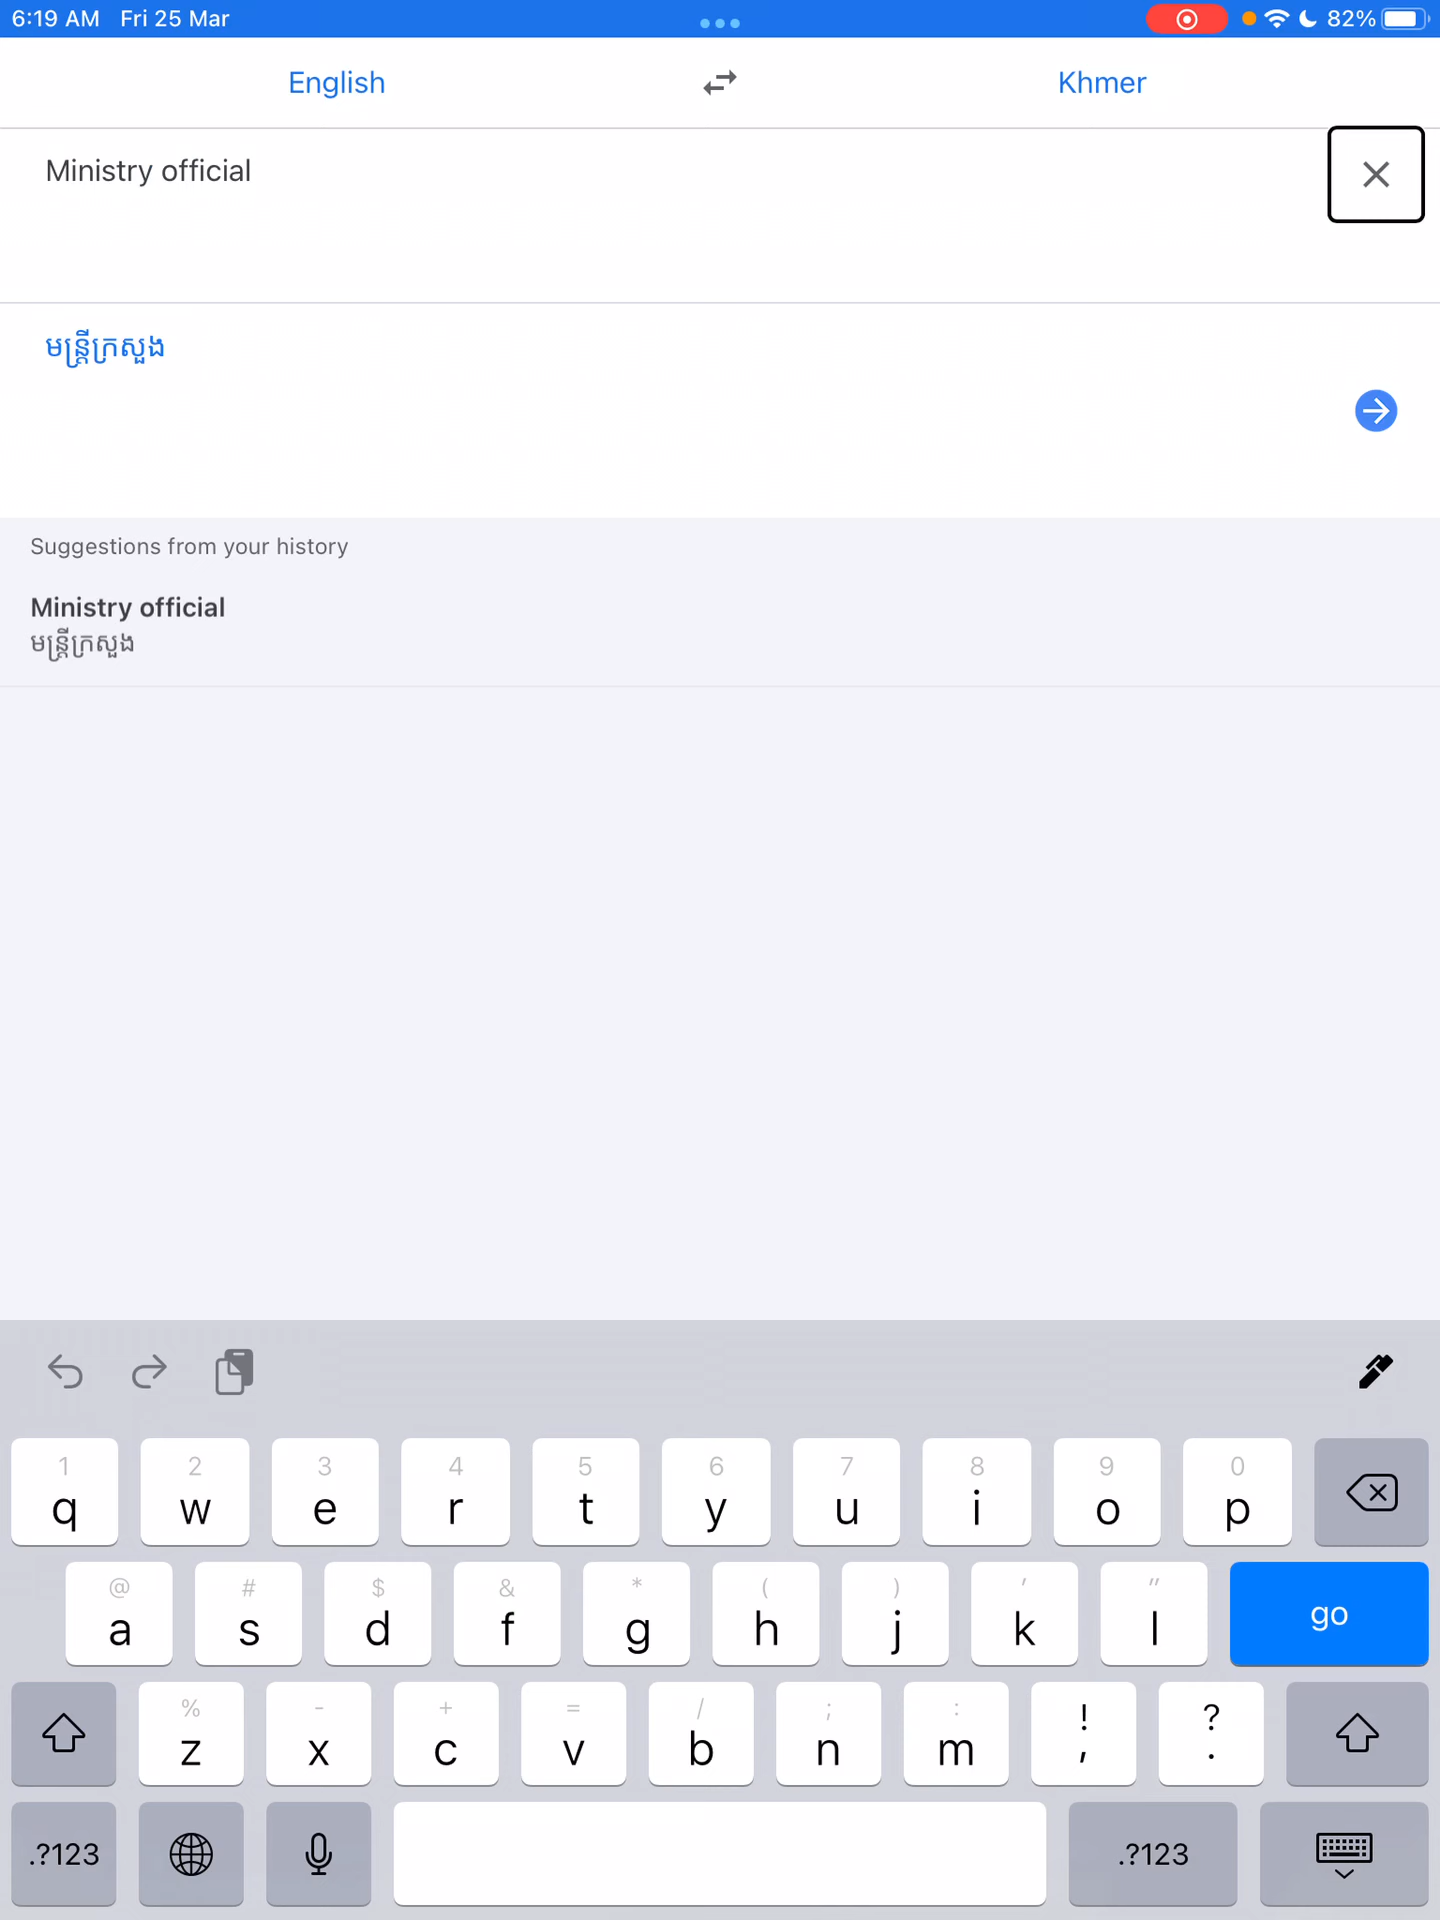 6:19 AM Fri 25 Mar 82%
English Khmer
Ministry official
មន្ត្រីក្រសួង
Suggestions from your history
Ministry official
មន្ត្រីក្រសួង
1 2 3 4 5 6 7 8 9 0
q w e r t y u i o p
@ # $ & * ( ) ' "
a s d f g h j k l go
% - + = / ; : ! ?
z x c v b n m , .
.?123 .?123